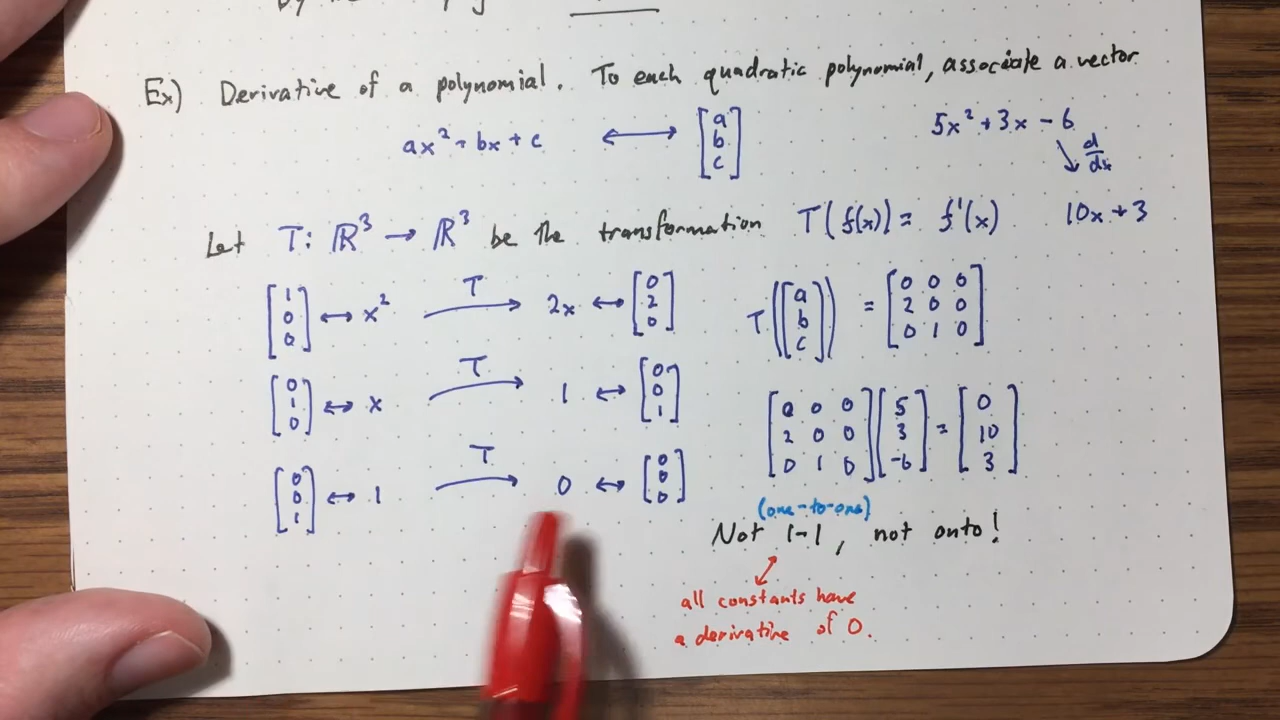 by
Ex) Derivative of a polynomial. To each quadratic polynomial, associate a vector
ax² + bx + c ⟷ [a b c]
5x² + 3x − 6
↘ d/dx
10x + 3
Let T: ℝ³ → ℝ³ be the transformation T(f(x)) = f'(x)
[1 0 0] ↔ x² T→ 2x ↔ [0 2 0]
[0 1 0] ↔ x T→ 1 ↔ [0 0 1]
[0 0 1] ↔ 1 T→ 0 ↔ [0 0 0]
T([a b c]) = [0 0 0; 2 0 0; 0 1 0]
[0 0 0; 2 0 0; 0 1 0] [5 3 -6] = [0 10 3]
(one-to-one)
Not 1-1, not onto!
all constants have
a derivative of 0.